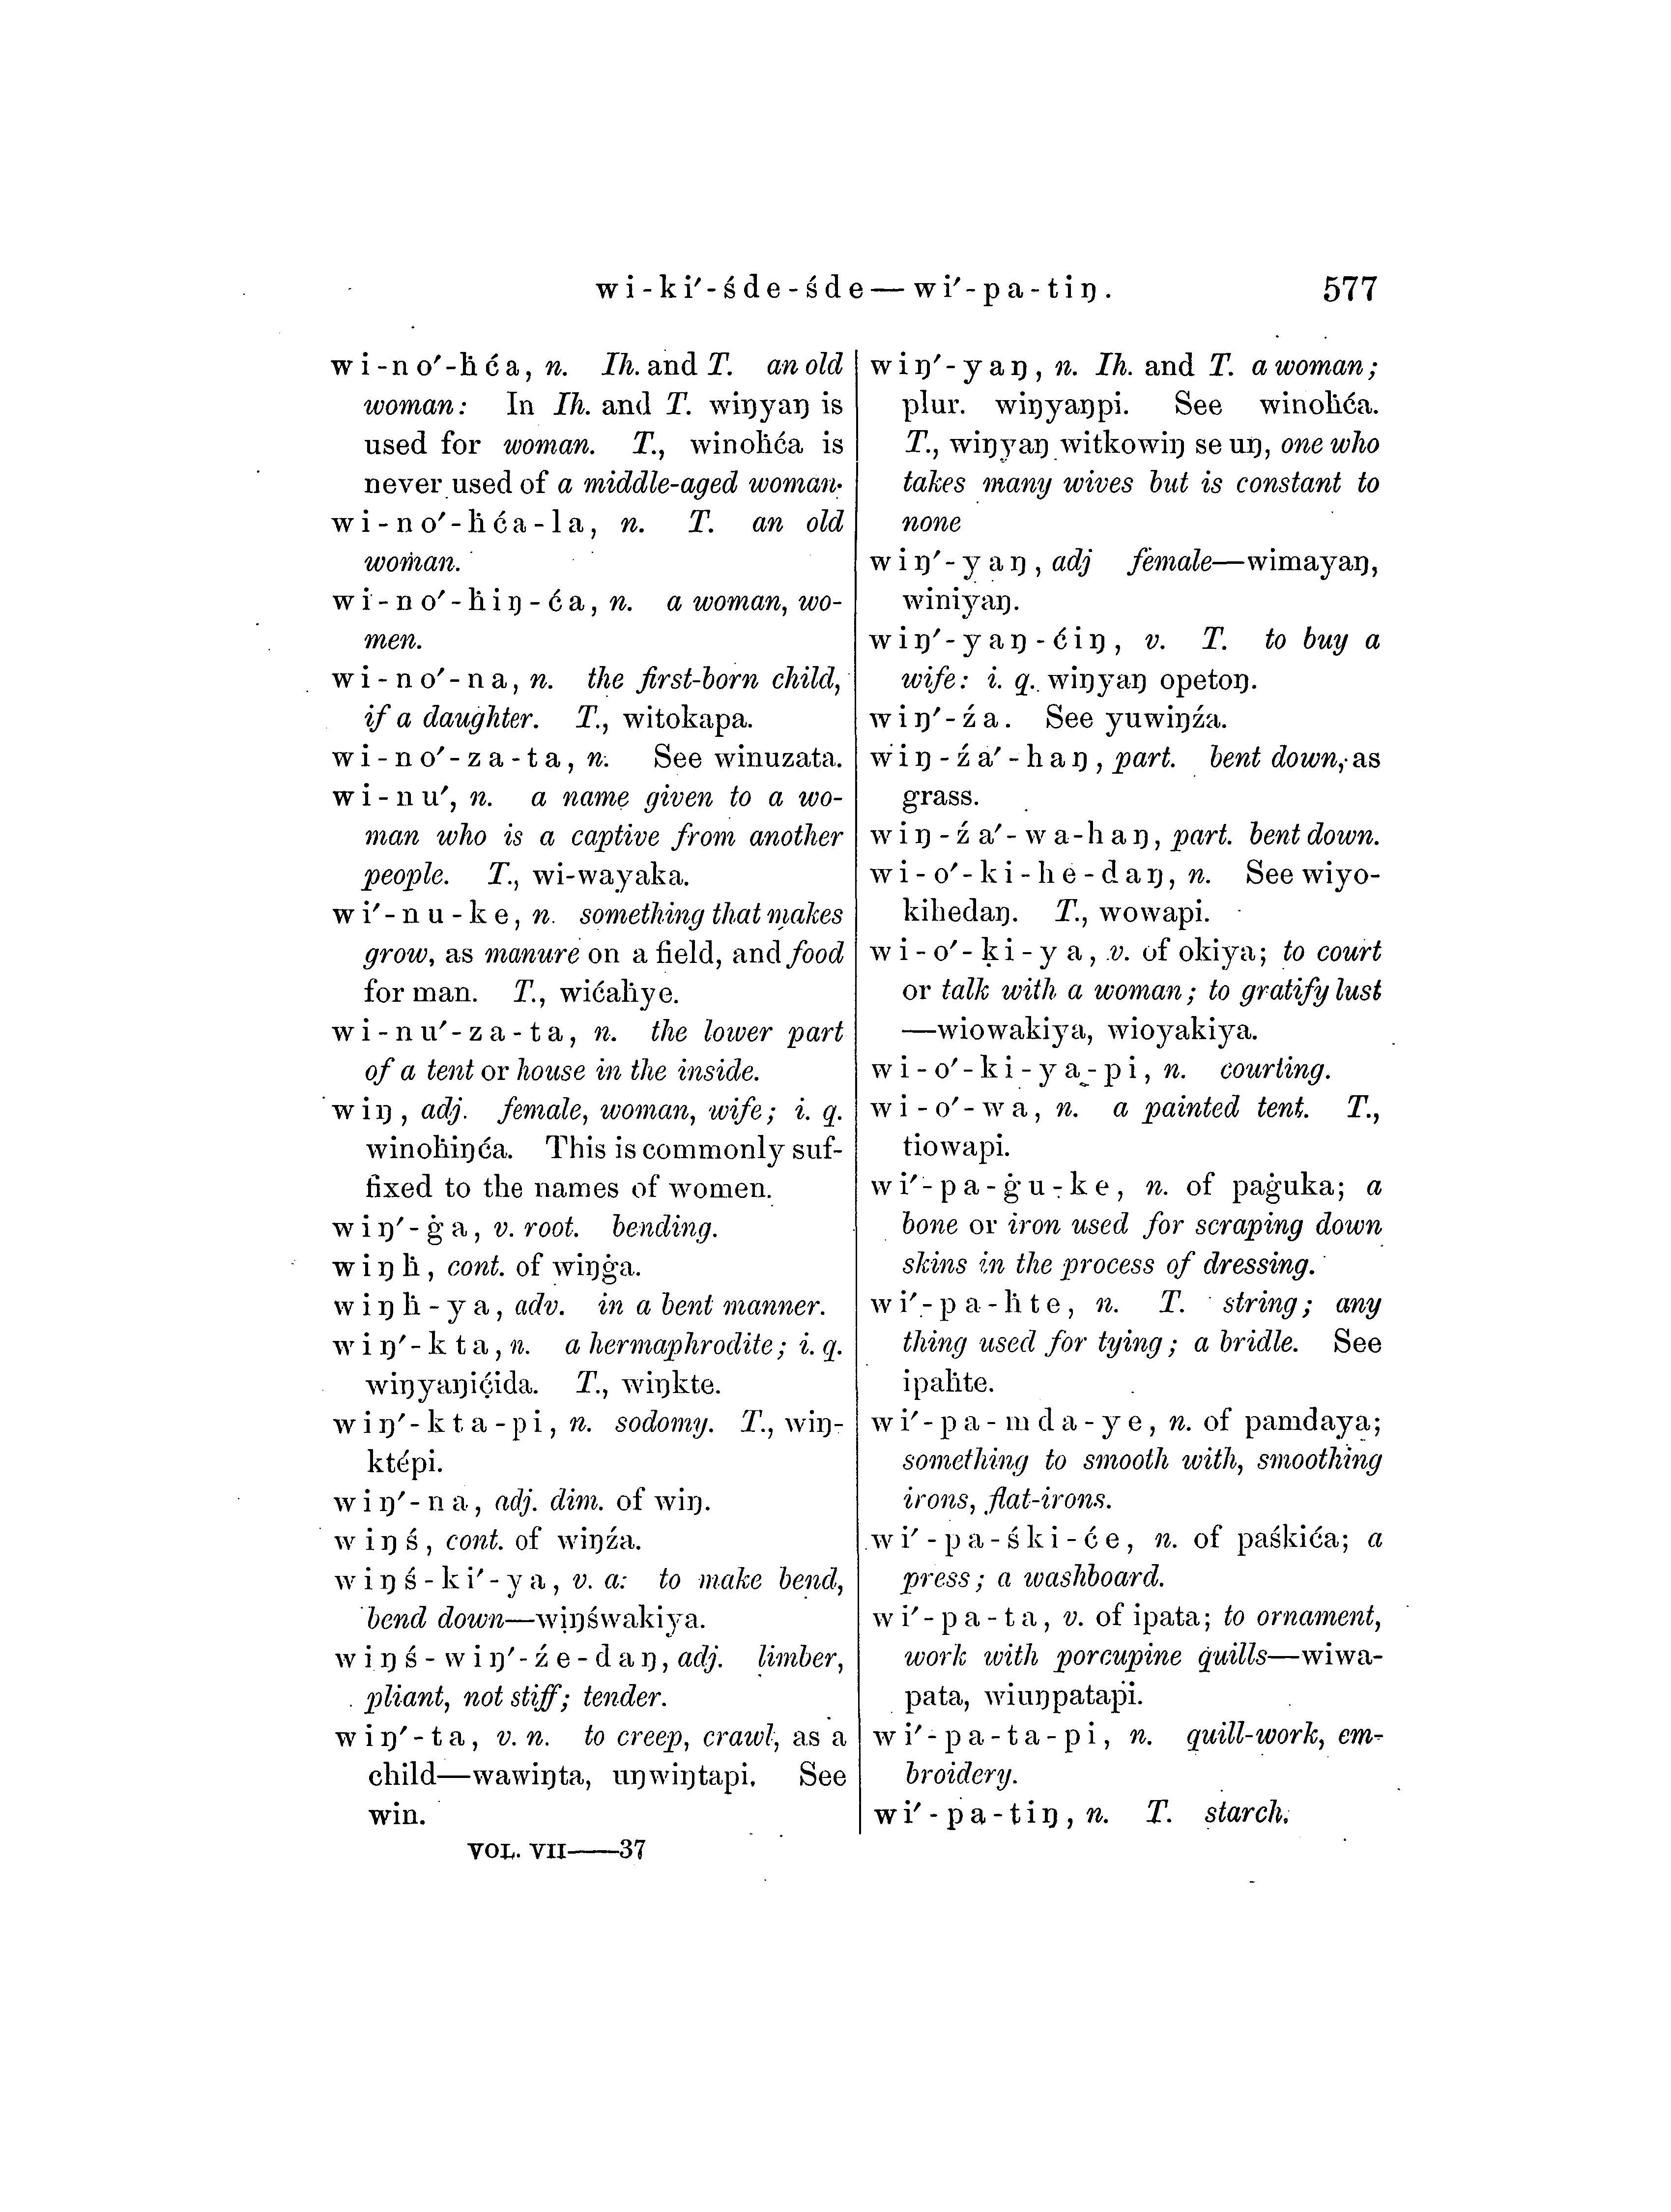 wi-ki′-śde-śde—wi′-pa-tiŋ. 577
wi-no′-ḣća, n. Ih. and T. an old
woman: In Ih. and T. wiŋyaŋ is
used for woman. T., winoḣća is
never used of a middle-aged woman.
wi-no′-ḣća-la, n. T. an old
woman.
wi-no′-ḣiŋ-ća, n. a woman, wo-
men.
wi-no′-na, n. the first-born child,
if a daughter. T., witokapa.
wi-no′-za-ta, n. See winuzata.
wi-nu′, n. a name given to a wo-
man who is a captive from another
people. T., wi-wayaka.
wi′-nu-ke, n. something that makes
grow, as manure on a field, and food
for man. T., wićaḣye.
wi-nu′-za-ta, n. the lower part
of a tent or house in the inside.
wiŋ, adj. female, woman, wife; i. q.
winoḣiŋća. This is commonly suf-
fixed to the names of women.
wiŋ′-ġa, v. root. bending.
wiŋḣ, cont. of wiŋġa.
wiŋḣ-ya, adv. in a bent manner.
wiŋ′-kta, n. a hermaphrodite; i. q.
wiŋyaŋić̣ida. T., wiŋkte.
wiŋ′-kta-pi, n. sodomy. T., wiŋ-
ktépi.
wiŋ′-na, adj. dim. of wiŋ.
wiŋś, cont. of wiŋźa.
wiŋś-ki′-ya, v. a. to make bend,
bend down—wiŋśwakiya.
wiŋś-wiŋ′-źe-daŋ, adj. limber,
pliant, not stiff; tender.
wiŋ′-ta, v. n. to creep, crawl, as a
child—wawiŋta, uŋwiŋtapi. See
win.
VOL. VII——37
wiŋ′-yaŋ, n. Ih. and T. a woman;
plur. wiŋyaŋpi. See winoḣća.
T., wiŋyaŋ witkowiŋ se uŋ, one who
takes many wives but is constant to
none
wiŋ′-yaŋ, adj female—wimayaŋ,
winiyaŋ.
wiŋ′-yaŋ-ćiŋ, v. T. to buy a
wife: i. q. wiŋyaŋ opetoŋ.
wiŋ′-źa. See yuwiŋźa.
wiŋ-źa′-haŋ, part. bent down, as
grass.
wiŋ-źa′-wa-haŋ, part. bent down.
wi-o′-ki-he-daŋ, n. See wiyo-
kihedaŋ. T., wowapi.
wi-o′-ḳi-ya, v. of okiya; to court
or talk with a woman; to gratify lust
—wiowakiya, wioyakiya.
wi-o′-ki-ya-pi, n. courting.
wi-o′-wa, n. a painted tent. T.,
tiowapi.
wi′-pa-ġu-ke, n. of paġuka; a
bone or iron used for scraping down
skins in the process of dressing.
wi′-pa-ḣte, n. T. string; any
thing used for tying; a bridle. See
ipaḣte.
wi′-pa-mda-ye, n. of pamdaya;
something to smooth with, smoothing
irons, flat-irons.
wi′-pa-śki-će, n. of paśkića; a
press; a washboard.
wi′-pa-ta, v. of ipata; to ornament,
work with porcupine quills—wiwa-
pata, wiuŋpatapi.
wi′-pa-ta-pi, n. quill-work, em-
broidery.
wi′-pa-tiŋ, n. T. starch.